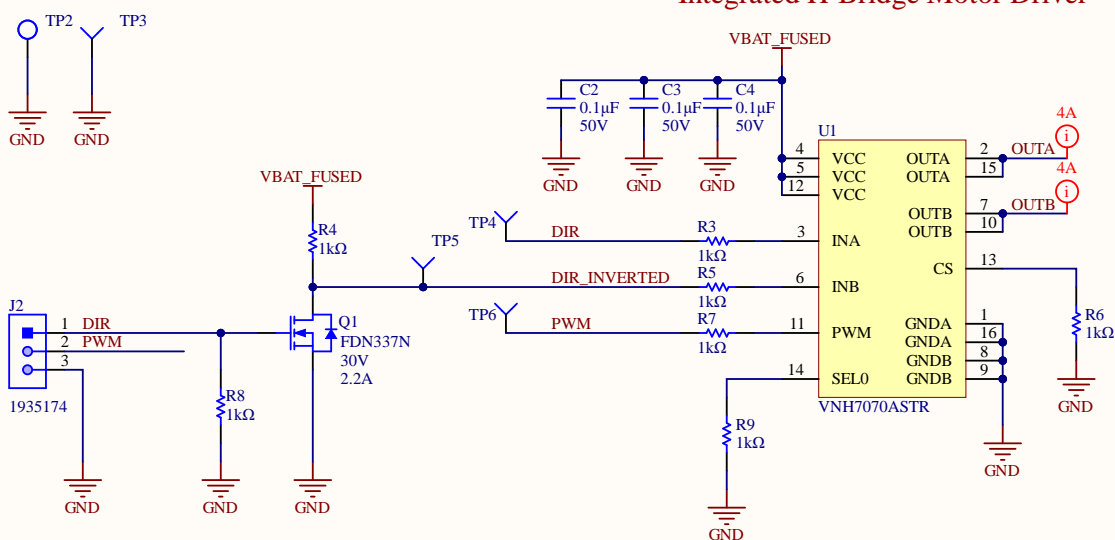 Integrated H-Bridge Motor Driver
TP2
TP3
GND
GND
VBAT_FUSED
C2
0.1µF
50V
C3
0.1µF
50V
C4
0.1µF
50V
GND
GND
GND
U1
4
VCC
5
VCC
12
VCC
3
INA
6
INB
11
PWM
14
SEL0
OUTA
2
OUTA
15
OUTB
7
OUTB
10
CS
13
GNDA
1
GNDA
16
GNDB
8
GNDB
9
VNH7070ASTR
OUTA
4A
i
OUTB
4A
i
R6
1kΩ
GND
GND
VBAT_FUSED
R4
1kΩ
TP5
TP4
DIR
R3
1kΩ
DIR_INVERTED
R5
1kΩ
TP6
PWM
R7
1kΩ
R9
1kΩ
GND
J2
1
DIR
2
PWM
3
1935174
GND
R8
1kΩ
GND
Q1
FDN337N
30V
2.2A
GND